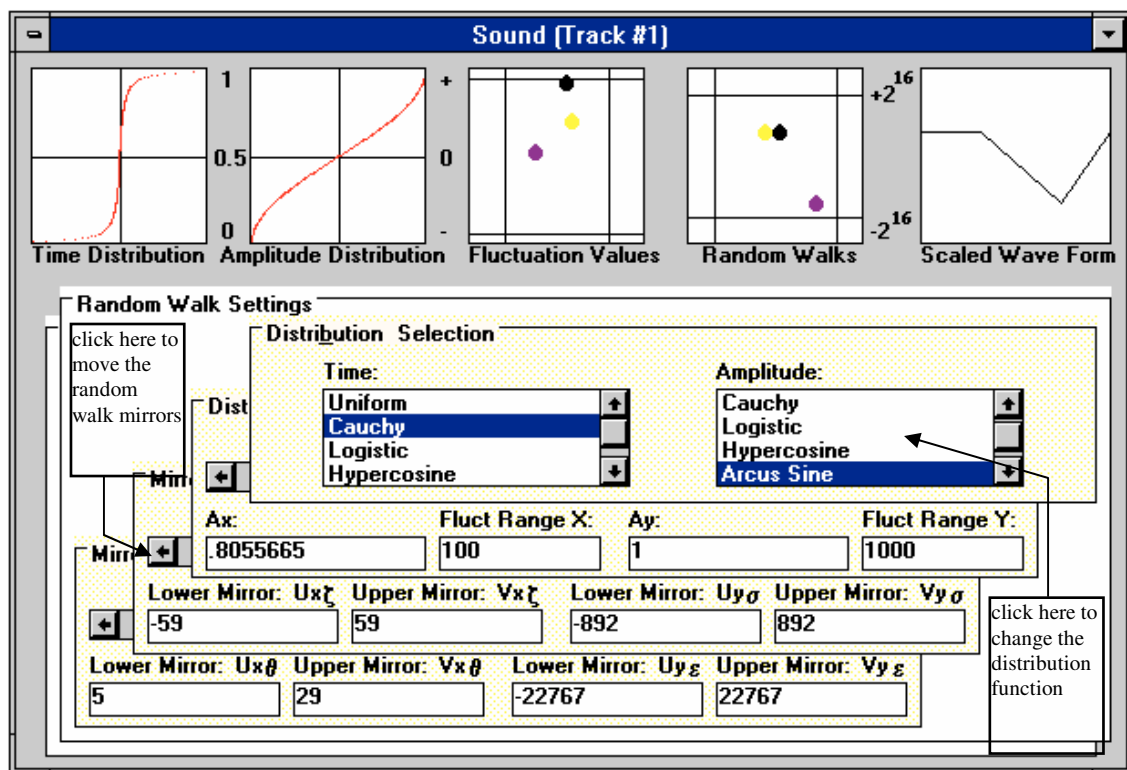 Sound (Track #1)
1
0.5
0
+
0
-
+2^16
-2^16
Time Distribution
Amplitude Distribution
Fluctuation Values
Random Walks
Scaled Wave Form
Random Walk Settings
click here to
move the
random
walk mirrors
Distribution Selection
Time:
Uniform
Cauchy
Logistic
Hypercosine
Amplitude:
Cauchy
Logistic
Hypercosine
Arcus Sine
Dist
Ax:
Fluct Range X:
Ay:
Fluct Range Y:
.8055665
100
1
1000
Mirr
Lower Mirror: Uxζ
Upper Mirror: Vxζ
Lower Mirror: Uyσ
Upper Mirror: Vyσ
-59
59
-892
892
Mirr
Lower Mirror: Uxθ
Upper Mirror: Vxθ
Lower Mirror: Uyε
Upper Mirror: Vyε
5
29
-22767
22767
click here to
change the
distribution
function